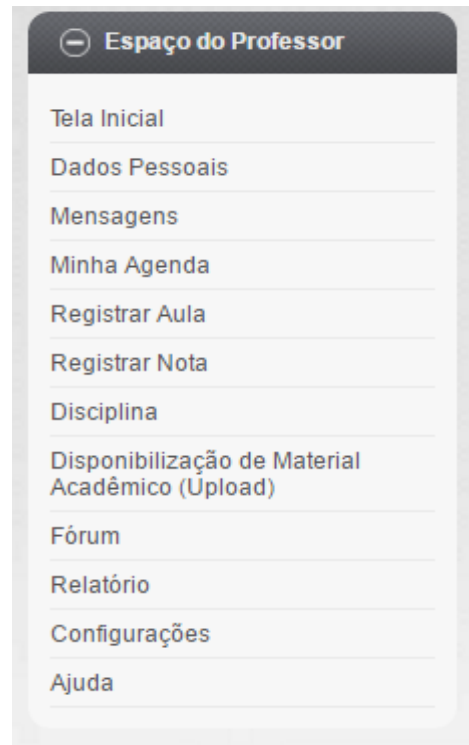 Espaço do Professor
Tela Inicial
Dados Pessoais
Mensagens
Minha Agenda
Registrar Aula
Registrar Nota
Disciplina
Disponibilização de Material
Acadêmico (Upload)
Fórum
Relatório
Configurações
Ajuda